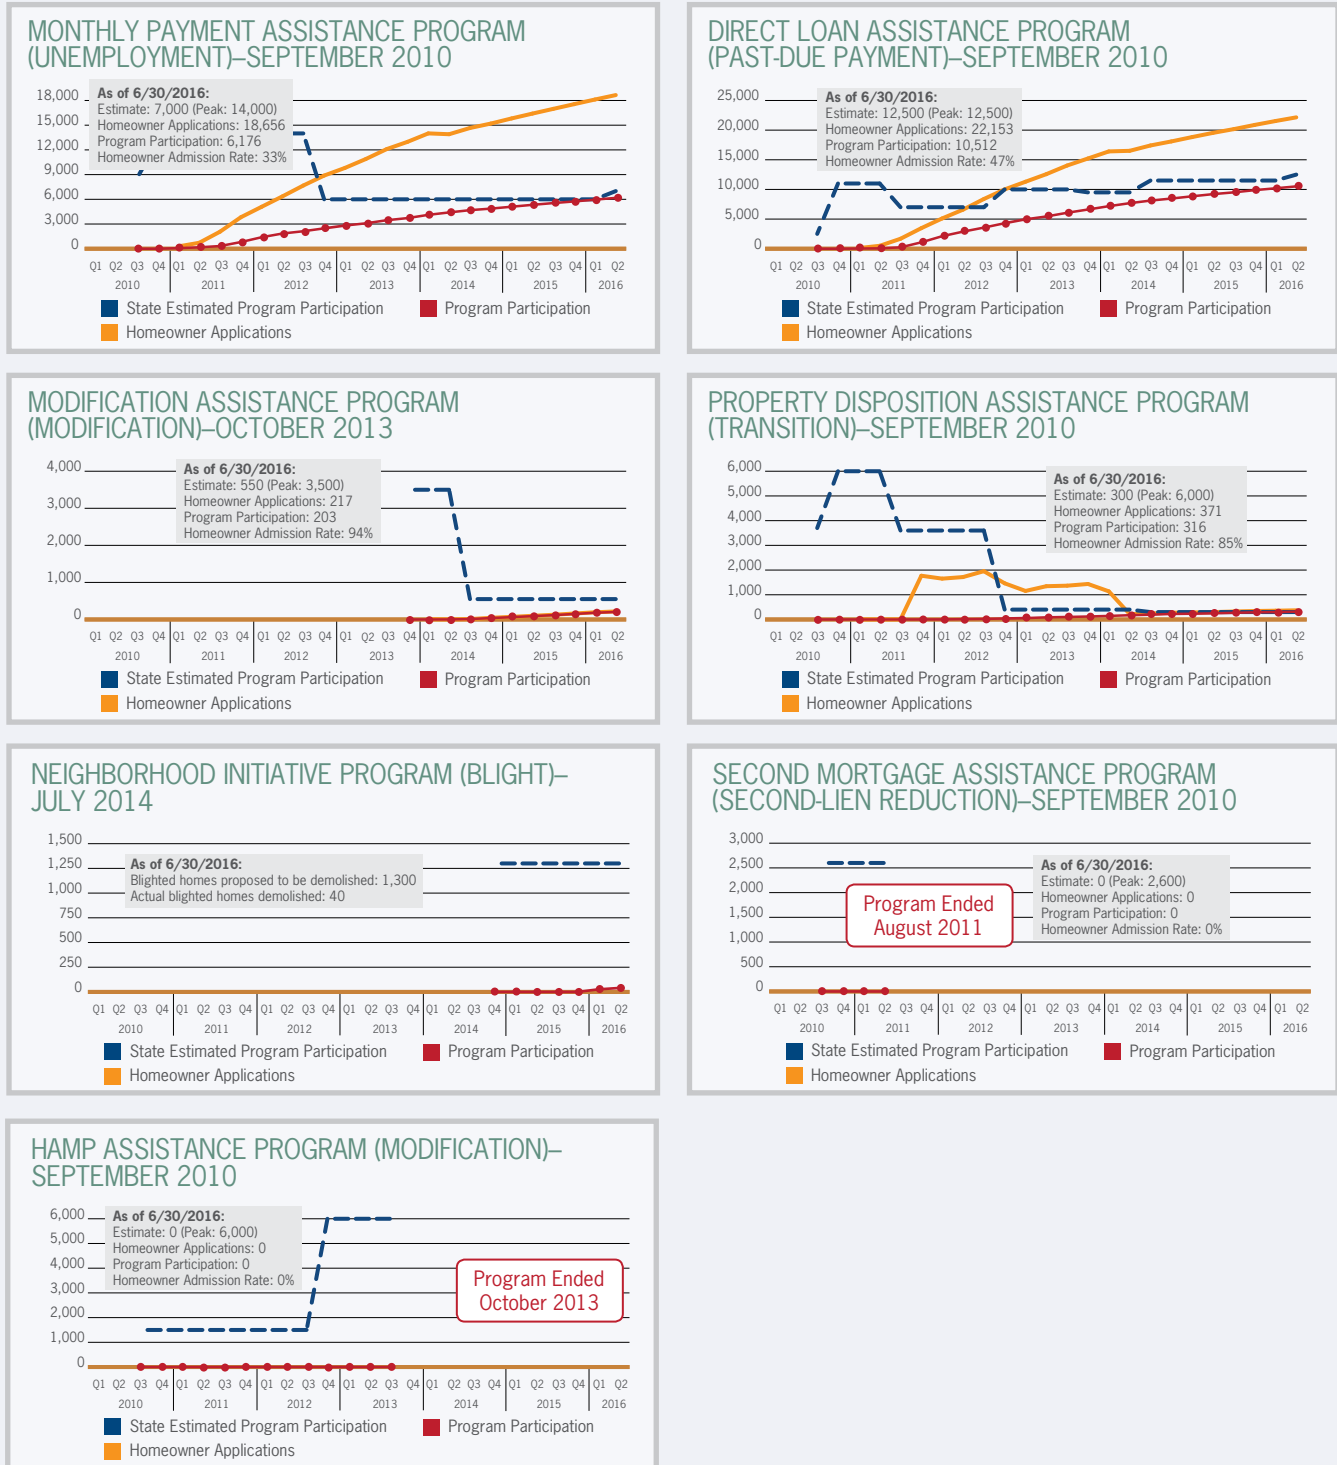 MONTHLY PAYMENT ASSISTANCE PROGRAM
(UNEMPLOYMENT)–SEPTEMBER 2010
As of 6/30/2016:
Estimate: 7,000 (Peak: 14,000)
Homeowner Applications: 18,656
Program Participation: 6,176
Homeowner Admission Rate: 33%
18,000
15,000
12,000
9,000
6,000
3,000
0
Q1 Q2 Q3 Q4 Q1 Q2 Q3 Q4 Q1 Q2 Q3 Q4 Q1 Q2 Q3 Q4 Q1 Q2 Q3 Q4 Q1 Q2 Q3 Q4 Q1 Q2
2010 2011 2012 2013 2014 2015 2016
State Estimated Program Participation Program Participation
Homeowner Applications
DIRECT LOAN ASSISTANCE PROGRAM
(PAST-DUE PAYMENT)–SEPTEMBER 2010
As of 6/30/2016:
Estimate: 12,500 (Peak: 12,500)
Homeowner Applications: 22,153
Program Participation: 10,512
Homeowner Admission Rate: 47%
25,000
20,000
15,000
10,000
5,000
0
Q1 Q2 Q3 Q4 Q1 Q2 Q3 Q4 Q1 Q2 Q3 Q4 Q1 Q2 Q3 Q4 Q1 Q2 Q3 Q4 Q1 Q2 Q3 Q4 Q1 Q2
2010 2011 2012 2013 2014 2015 2016
State Estimated Program Participation Program Participation
Homeowner Applications
MODIFICATION ASSISTANCE PROGRAM
(MODIFICATION)–OCTOBER 2013
As of 6/30/2016:
Estimate: 550 (Peak: 3,500)
Homeowner Applications: 217
Program Participation: 203
Homeowner Admission Rate: 94%
4,000
3,000
2,000
1,000
0
Q1 Q2 Q3 Q4 Q1 Q2 Q3 Q4 Q1 Q2 Q3 Q4 Q1 Q2 Q3 Q4 Q1 Q2 Q3 Q4 Q1 Q2 Q3 Q4 Q1 Q2
2010 2011 2012 2013 2014 2015 2016
State Estimated Program Participation Program Participation
Homeowner Applications
PROPERTY DISPOSITION ASSISTANCE PROGRAM
(TRANSITION)–SEPTEMBER 2010
As of 6/30/2016:
Estimate: 300 (Peak: 6,000)
Homeowner Applications: 371
Program Participation: 316
Homeowner Admission Rate: 85%
6,000
5,000
4,000
3,000
2,000
1,000
0
Q1 Q2 Q3 Q4 Q1 Q2 Q3 Q4 Q1 Q2 Q3 Q4 Q1 Q2 Q3 Q4 Q1 Q2 Q3 Q4 Q1 Q2 Q3 Q4 Q1 Q2
2010 2011 2012 2013 2014 2015 2016
State Estimated Program Participation Program Participation
Homeowner Applications
NEIGHBORHOOD INITIATIVE PROGRAM (BLIGHT)–
JULY 2014
As of 6/30/2016:
Blighted homes proposed to be demolished: 1,300
Actual blighted homes demolished: 40
1,500
1,250
1,000
750
500
250
0
Q1 Q2 Q3 Q4 Q1 Q2 Q3 Q4 Q1 Q2 Q3 Q4 Q1 Q2 Q3 Q4 Q1 Q2 Q3 Q4 Q1 Q2 Q3 Q4 Q1 Q2
2010 2011 2012 2013 2014 2015 2016
State Estimated Program Participation Program Participation
Homeowner Applications
SECOND MORTGAGE ASSISTANCE PROGRAM
(SECOND-LIEN REDUCTION)–SEPTEMBER 2010
As of 6/30/2016:
Estimate: 0 (Peak: 2,600)
Homeowner Applications: 0
Program Participation: 0
Homeowner Admission Rate: 0%
Program Ended
August 2011
3,000
2,500
2,000
1,500
1,000
500
0
Q1 Q2 Q3 Q4 Q1 Q2 Q3 Q4 Q1 Q2 Q3 Q4 Q1 Q2 Q3 Q4 Q1 Q2 Q3 Q4 Q1 Q2 Q3 Q4 Q1 Q2
2010 2011 2012 2013 2014 2015 2016
State Estimated Program Participation Program Participation
Homeowner Applications
HAMP ASSISTANCE PROGRAM (MODIFICATION)–
SEPTEMBER 2010
As of 6/30/2016:
Estimate: 0 (Peak: 6,000)
Homeowner Applications: 0
Program Participation: 0
Homeowner Admission Rate: 0%
Program Ended
October 2013
6,000
5,000
4,000
3,000
2,000
1,000
0
Q1 Q2 Q3 Q4 Q1 Q2 Q3 Q4 Q1 Q2 Q3 Q4 Q1 Q2 Q3 Q4 Q1 Q2 Q3 Q4 Q1 Q2 Q3 Q4 Q1 Q2
2010 2011 2012 2013 2014 2015 2016
State Estimated Program Participation Program Participation
Homeowner Applications